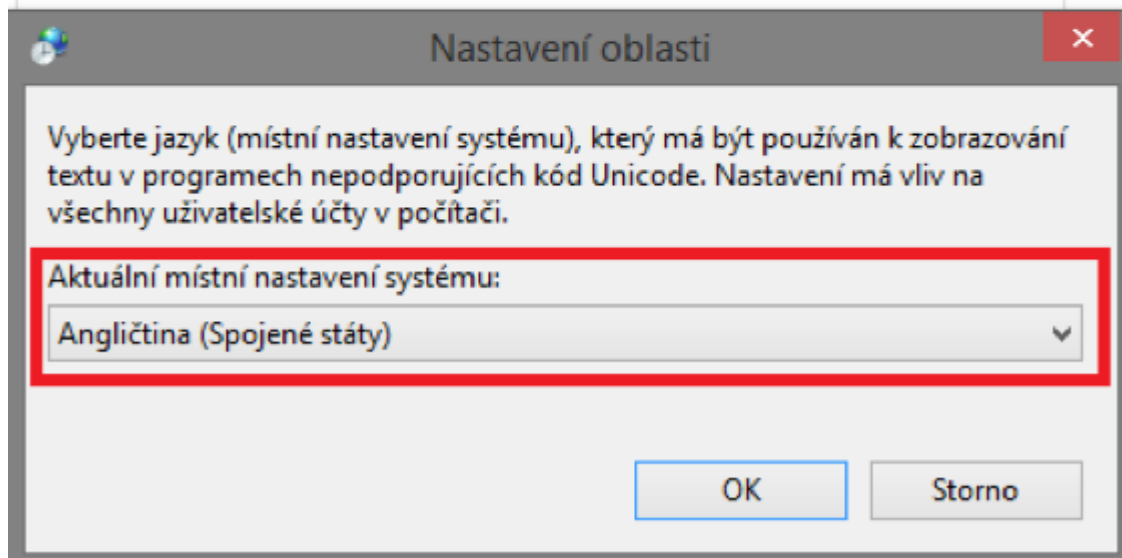 Nastavení oblasti
Vyberte jazyk (místní nastavení systému), který má být používán k zobrazování
textu v programech nepodporujících kód Unicode. Nastavení má vliv na
všechny uživatelské účty v počítači.
Aktuální místní nastavení systému:
Angličtina (Spojené státy)
OK
Storno